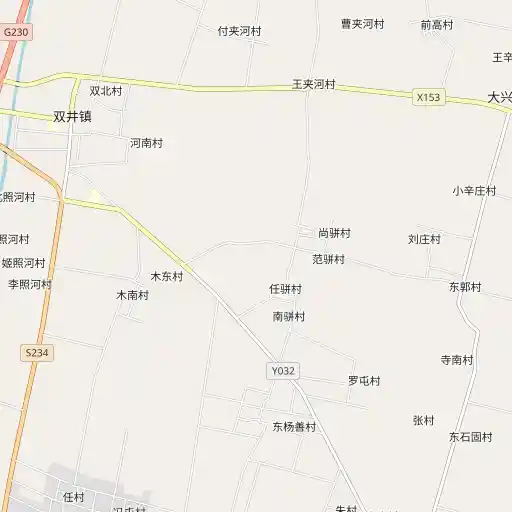 曹夹河村
前高村
付夹河村
G230
王辛
王夹河村
双北村
X153
大兴
双井镇
河南村
小辛庄村
北照河村
尚骈村
照河村
刘庄村
姬照河村
范骈村
木东村
李照河村
东郭村
任骈村
木南村
南骈村
S234
寺南村
Y032
罗屯村
张村
东杨善村
东石固村
任村
冯屯村
朱村